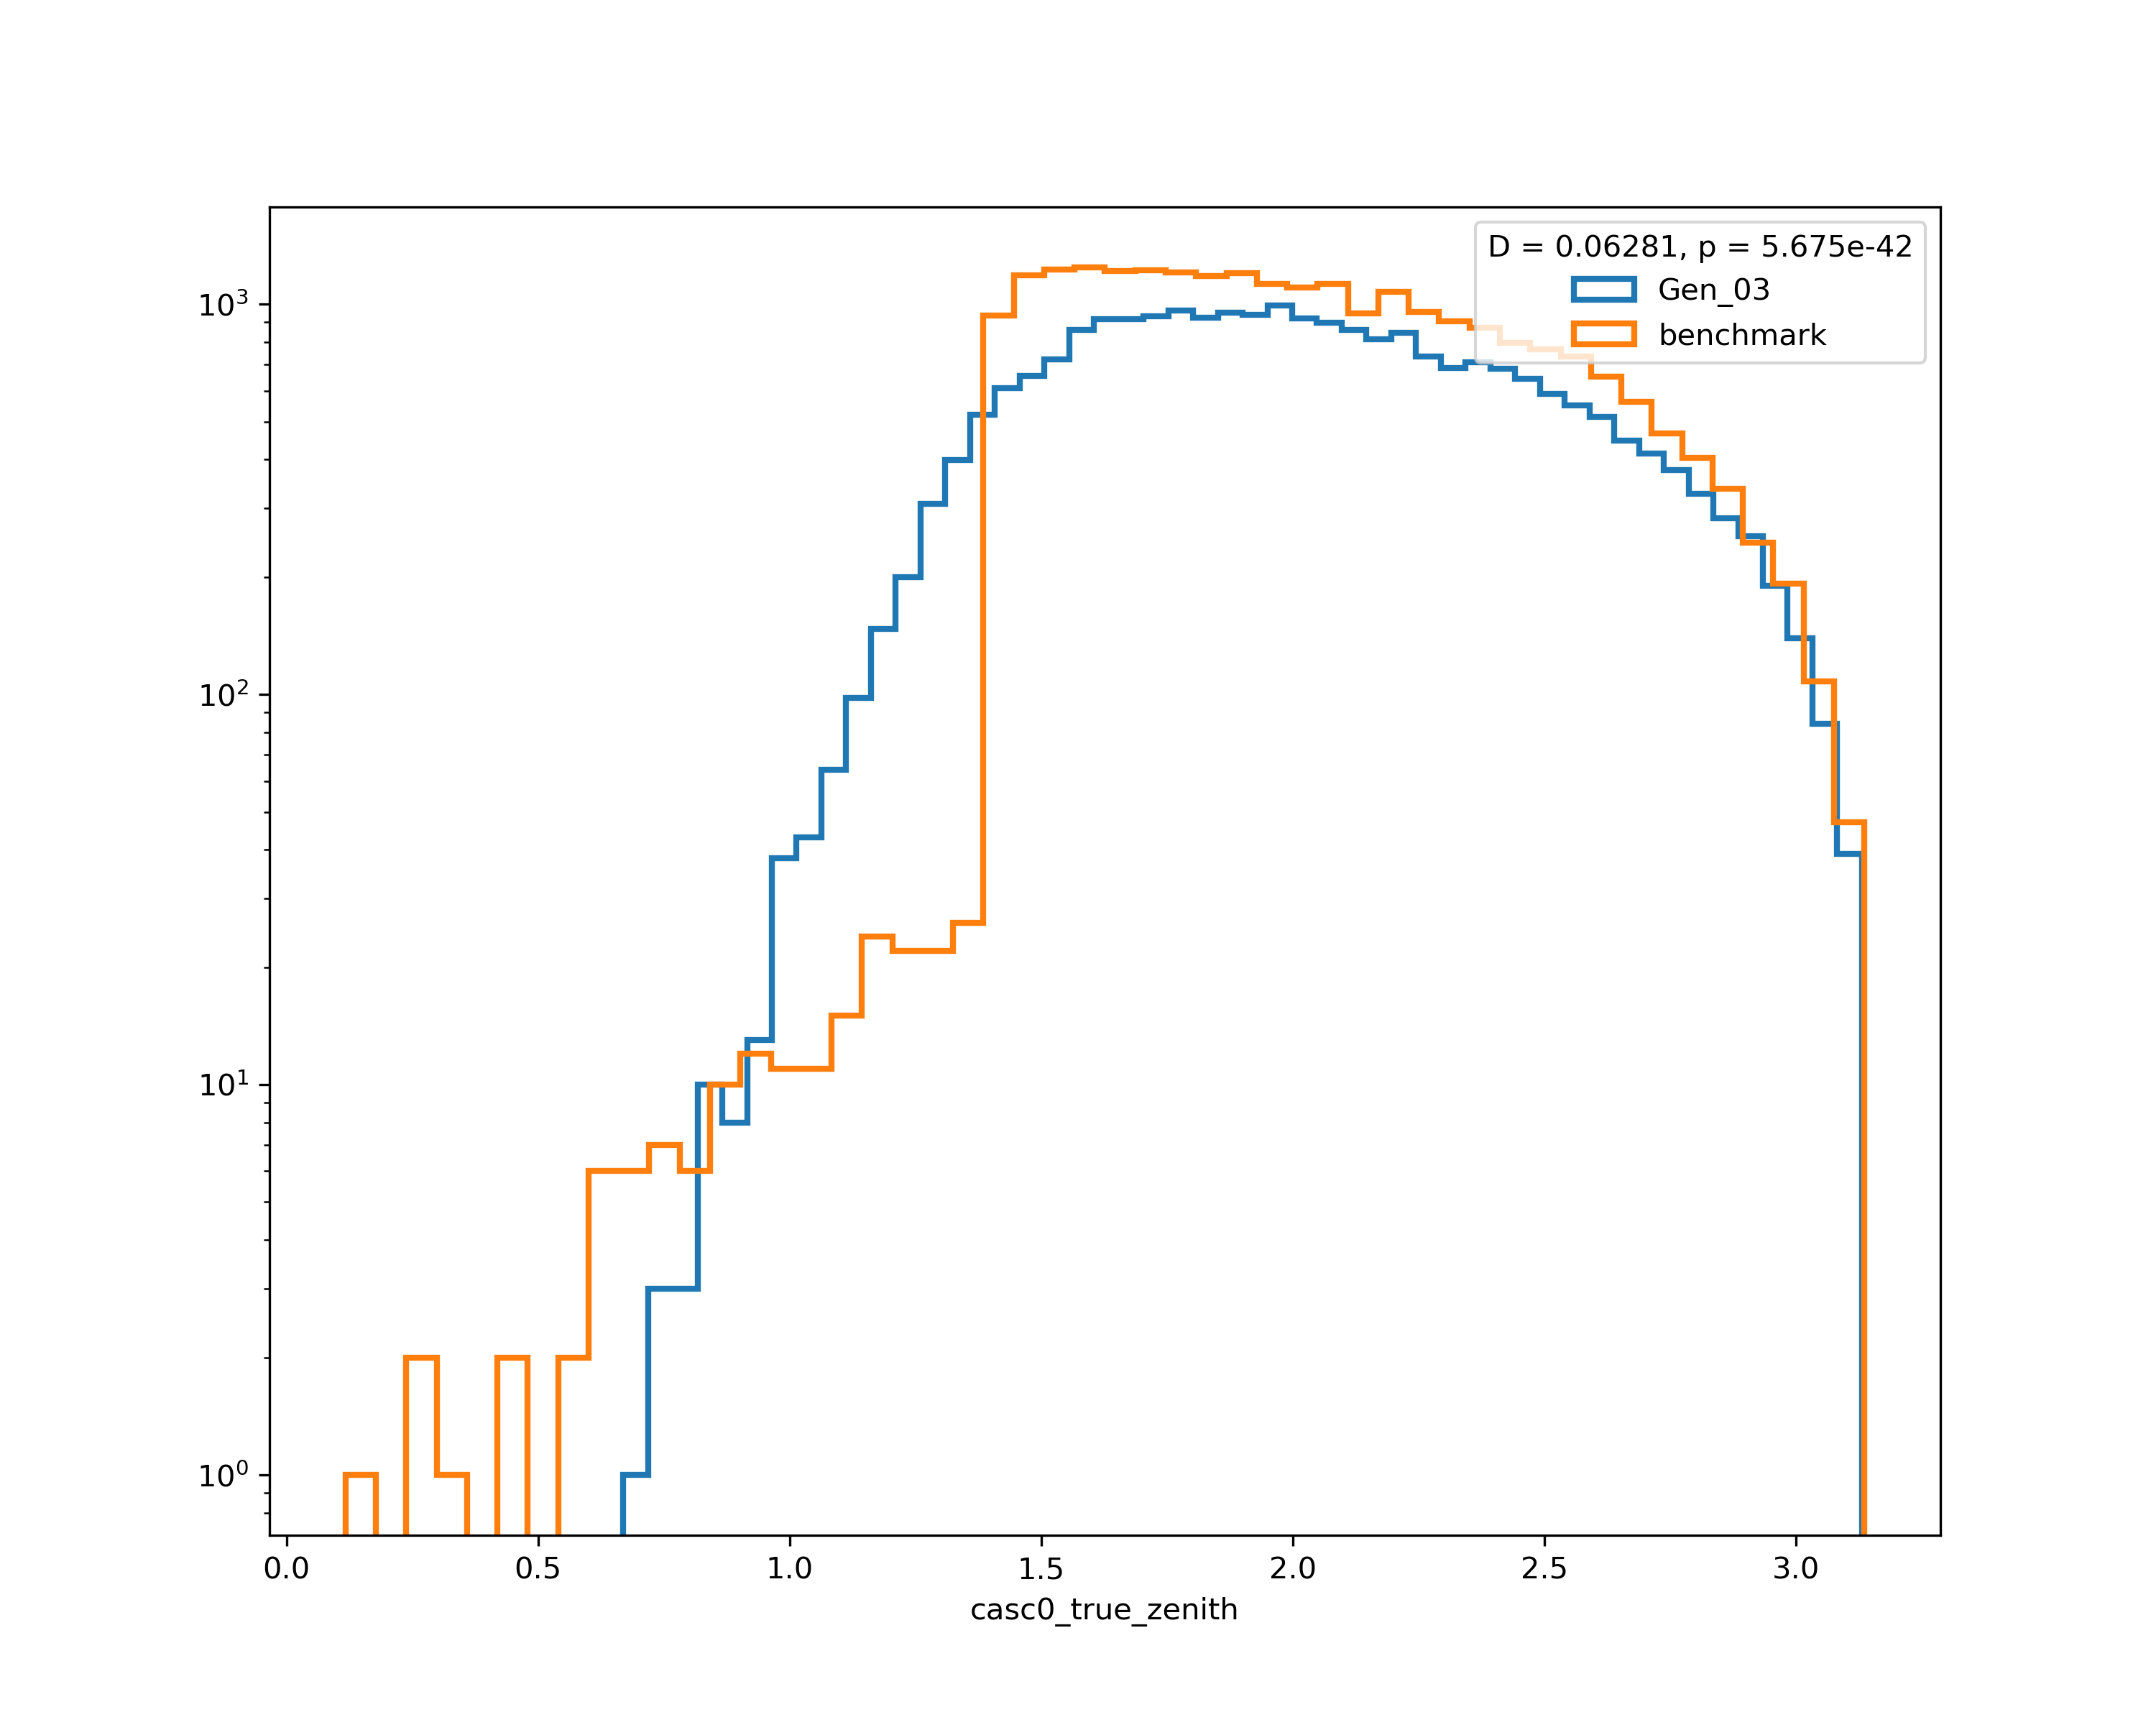 D = 0.06281, p = 5.675e-42
Gen_03
benchmark
10³
10²
10¹
10⁰
0.0 0.5 1.0 1.5 2.0 2.5 3.0
casc0_true_zenith